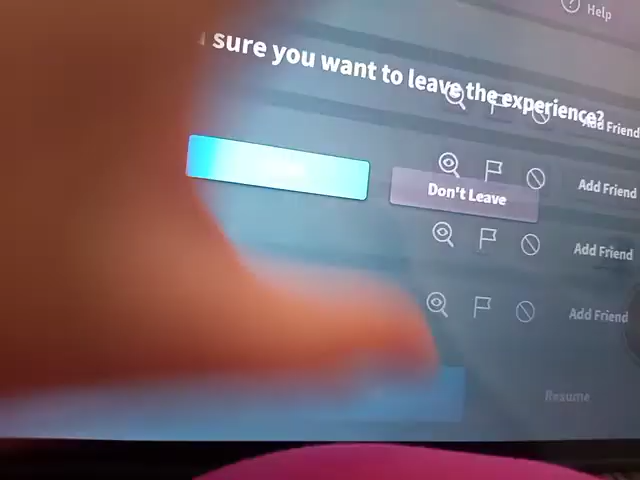 Help
sure you want to leave the experience?
Add Friend
Add Friend
Don't Leave
Add Friend
Add Friend
Resume